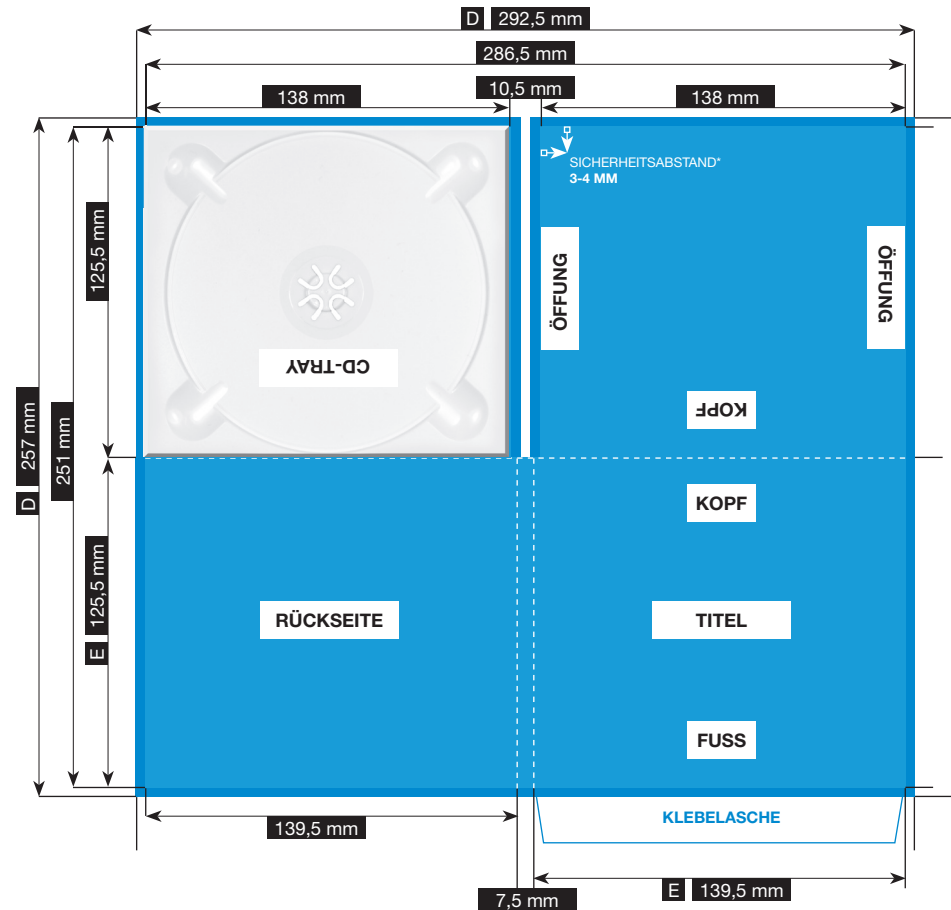 D 292,5 mm
286,5 mm
10,5 mm
138 mm
138 mm
SICHERHEITSABSTAND*
3-4 MM
125,5 mm
ÖFFUNG
ÖFFUNG
CD-TRAY
KOPF
D 257 mm
251 mm
KOPF
E 125,5 mm
RÜCKSEITE
TITEL
FUSS
KLEBELASCHE
139,5 mm
7,5 mm
E 139,5 mm